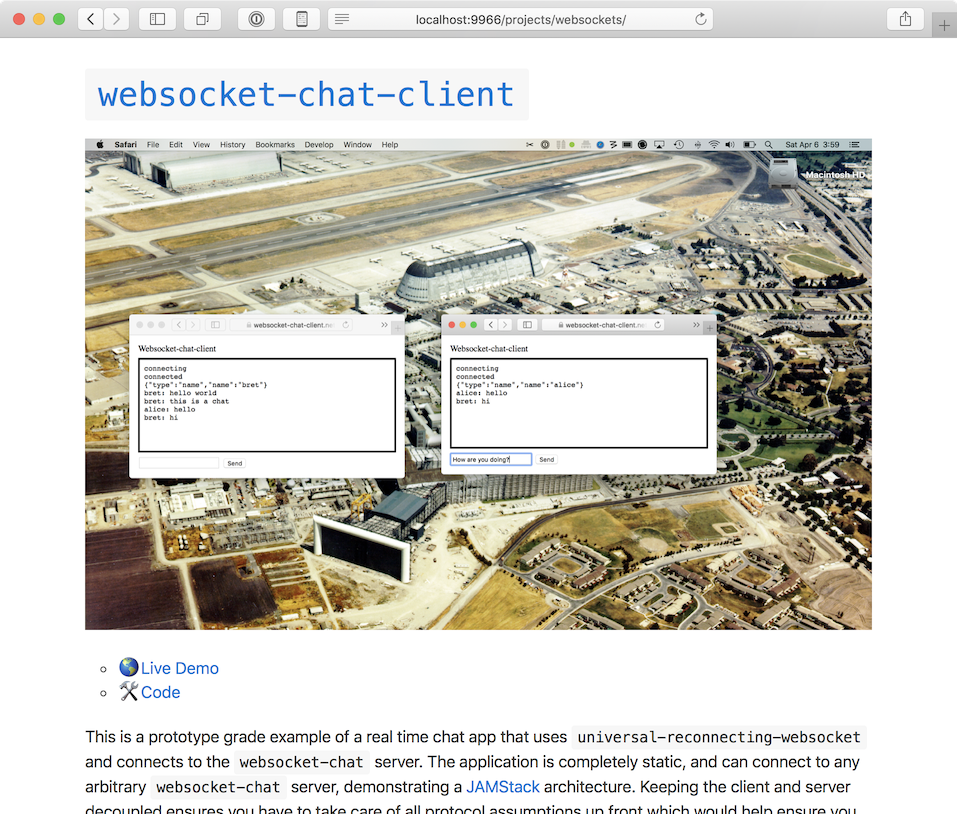 localhost:9966/projects/websockets/
websocket-chat-client
Safari File Edit View History Bookmarks Develop Window Help
Sat Apr 6 3:59
Macintosh HD
websocket-chat-client.ne
Websocket-chat-client
connecting
connected
{"type":"name","name":"bret"}
bret: hello world
bret: this is a chat
alice: hello
bret: hi
Send
websocket-chat-client.ne
Websocket-chat-client
connecting
connected
{"type":"name","name":"alice"}
alice: hello
bret: hi
How are you doing?
Send
Live Demo
Code
This is a prototype grade example of a real time chat app that uses universal-reconnecting-websocket
and connects to the websocket-chat server. The application is completely static, and can connect to any
arbitrary websocket-chat server, demonstrating a JAMStack architecture. Keeping the client and server
decoupled ensures you have to take care of all protocol assumptions up front which would help ensure you